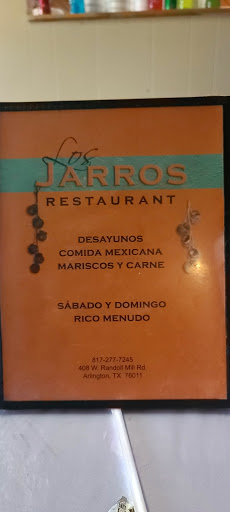 Los
JARROS
RESTAURANT
DESAYUNOS
COMIDA MEXICANA
MARISCOS Y CARNE
SÁBADO Y DOMINGO
RICO MENUDO
817-277-7245
408 W. Randoll Mill Rd
Arlington, TX 76011